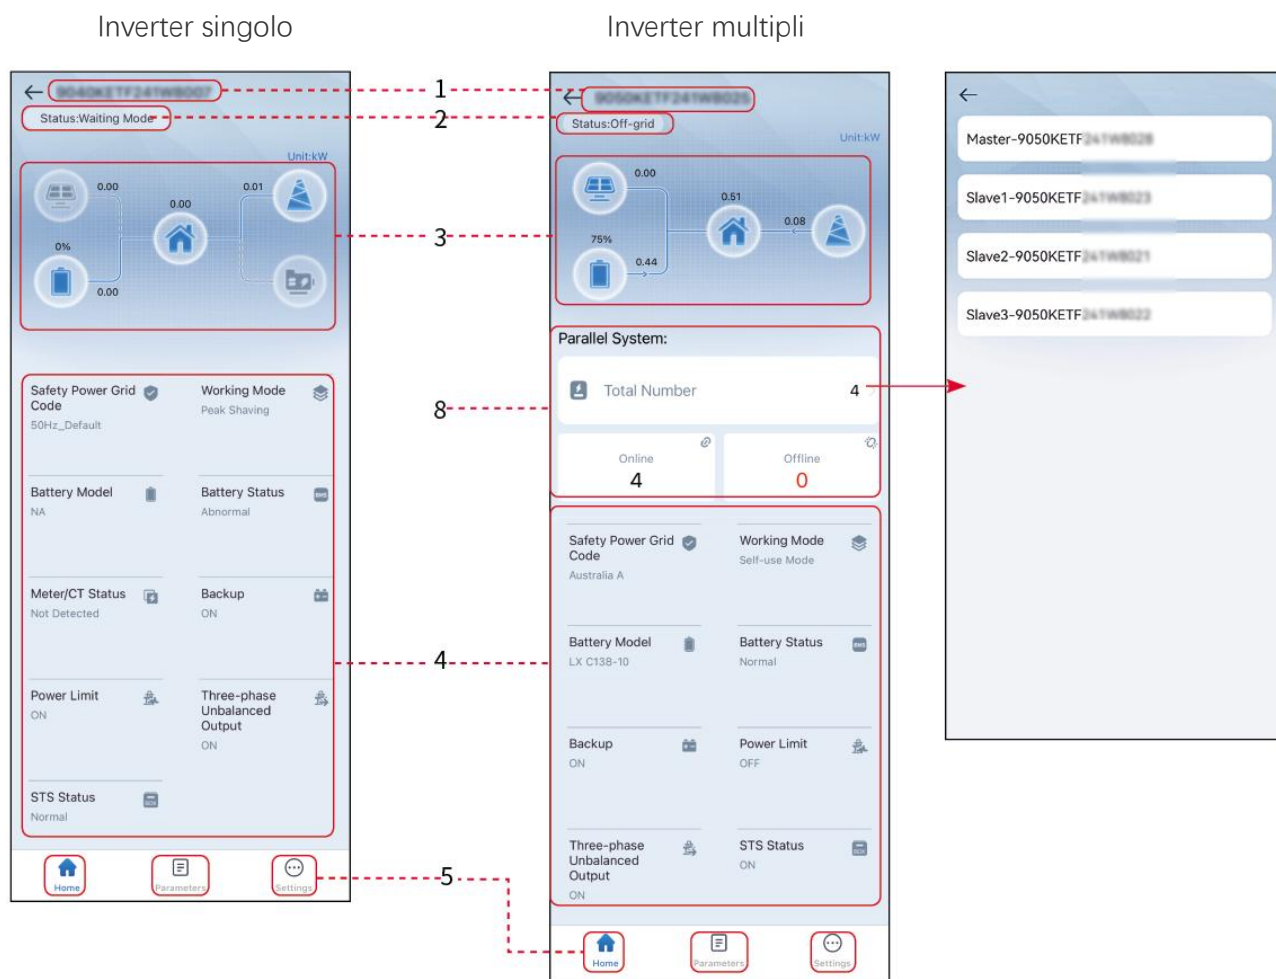 Inverter singolo
Inverter multipli
Status:Waiting Mode
Unit:kW
0.00
0.01
0.00
0%
0.00
Safety Power Grid Code
50Hz_Default
Working Mode
Peak Shaving
Battery Model
NA
Battery Status
Abnormal
Meter/CT Status
Not Detected
Backup
ON
Power Limit
ON
Three-phase
Unbalanced
Output
ON
STS Status
Normal
Home
Parameters
Settings
1
2
3
8
4
5
Status:Off-grid
Unit:kW
0.00
0.51
0.08
75%
0.44
Parallel System:
Total Number
4
Online
4
Offline
0
Safety Power Grid
Code
Australia A
Working Mode
Self-use Mode
Battery Model
LX C138-10
Battery Status
Normal
Backup
ON
Power Limit
OFF
Three-phase
Unbalanced
Output
ON
STS Status
ON
Home
Parameters
Settings
Master-9050KETF
Slave1-9050KETF
Slave2-9050KETF
Slave3-9050KETF